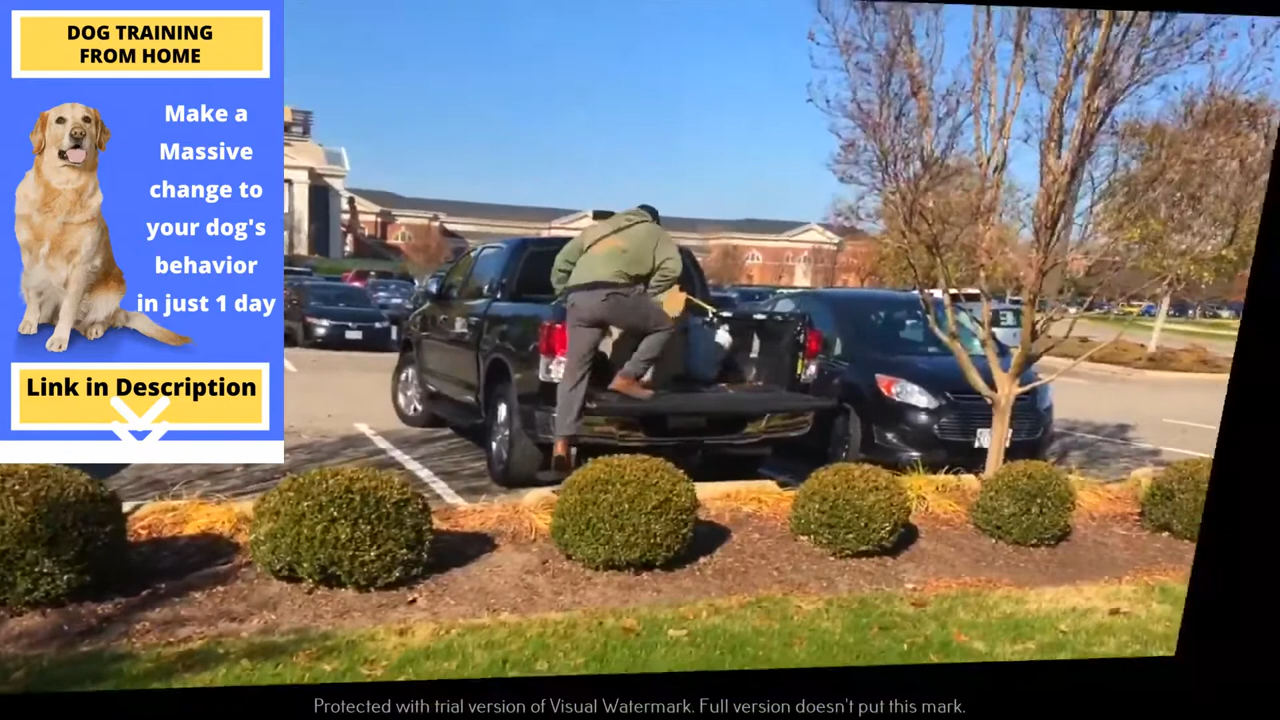 DOG TRAINING
FROM HOME
Make a
Massive
change to
your dog's
behavior
in just 1 day
Link in Description
Protected with trial version of Visual Watermark. Full version doesn't put this mark.